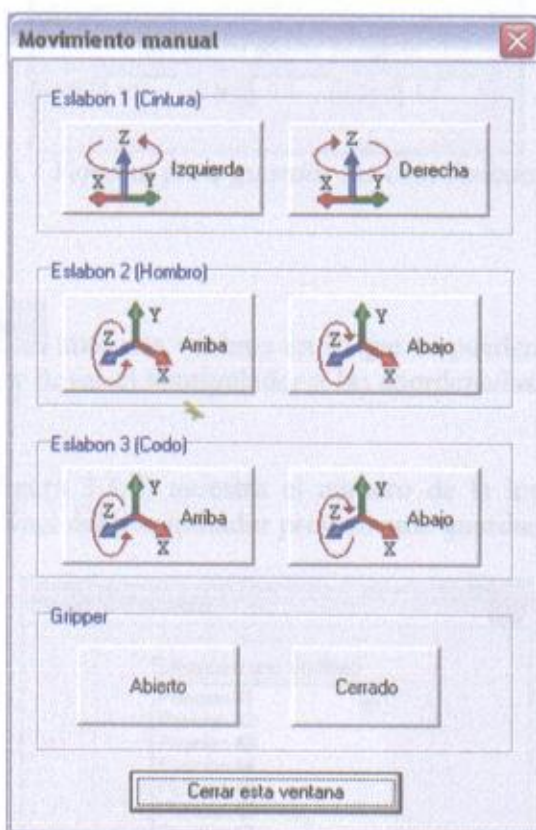 Movimiento manual
Eslabon 1 (Cintura)
Z X Y Izquierda
Z X Y Derecha
Eslabon 2 (Hombro)
Y Z X Arriba
Y Z X Abajo
Eslabon 3 (Codo)
Y Z X Arriba
Y Z X Abajo
Gripper
Abierto
Cerrado
Cerrar esta ventana